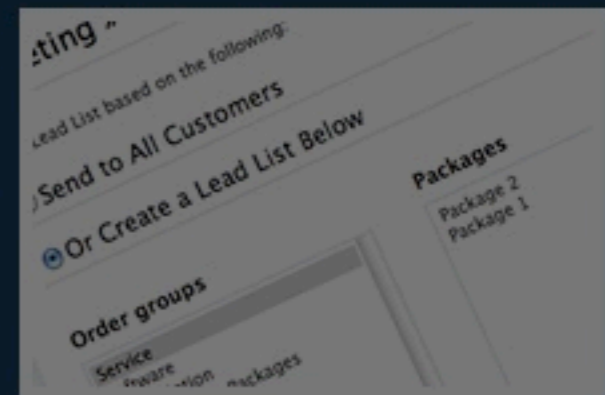 Lead List based on the following:
Send to All Customers
Or Create a Lead List Below
Order groups
Service
Packages
Packages
Package 2
Package 1